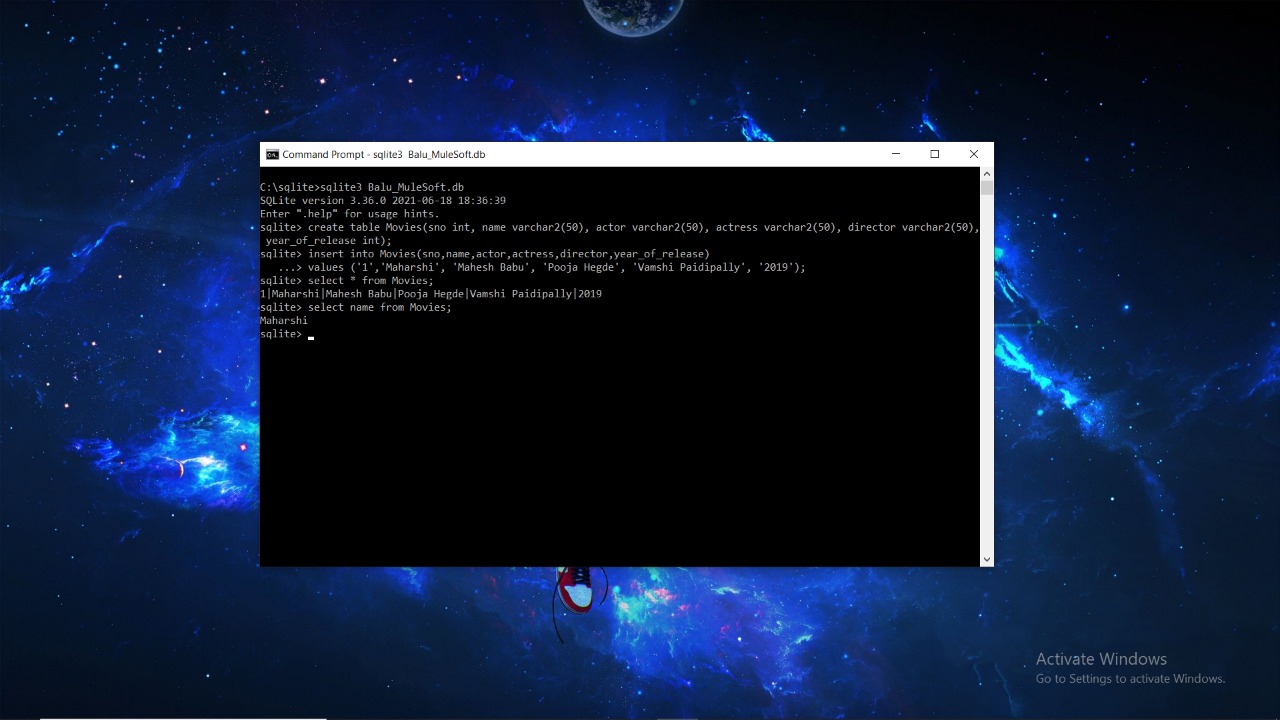 Command Prompt - sqlite3  Balu_MuleSoft.db
C:\sqlite>sqlite3 Balu_MuleSoft.db
SQLite version 3.36.0 2021-06-18 18:36:39
Enter ".help" for usage hints.
sqlite> create table Movies(sno int, name varchar2(50), actor varchar2(50), actress varchar2(50), director varchar2(50),
 year_of_release int);
sqlite> insert into Movies(sno,name,actor,actress,director,year_of_release)
   ...> values ('1','Maharshi', 'Mahesh Babu', 'Pooja Hegde', 'Vamshi Paidipally', '2019');
sqlite> select * from Movies;
1|Maharshi|Mahesh Babu|Pooja Hegde|Vamshi Paidipally|2019
sqlite> select name from Movies;
Maharshi
sqlite>
Activate Windows
Go to Settings to activate Windows.